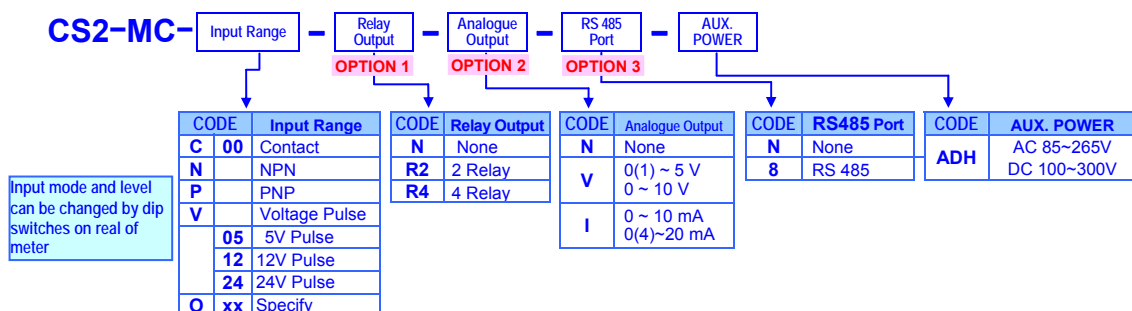 CS2-MC- Input Range - Relay Output - Analogue Output - RS 485 Port - AUX. POWER
OPTION 1 OPTION 2 OPTION 3
CODE Input Range
C 00 Contact
N NPN
P PNP
V Voltage Pulse
05 5V Pulse
12 12V Pulse
24 24V Pulse
O xx Specify
CODE Relay Output
N None
R2 2 Relay
R4 4 Relay
CODE Analogue Output
N None
V 0(1) ~ 5 V
0 ~ 10 V
I 0 ~ 10 mA
0(4)~20 mA
CODE RS485 Port
N None
8 RS 485
CODE AUX. POWER
ADH AC 85~265V
DC 100~300V
Input mode and level
can be changed by dip
switches on real of
meter